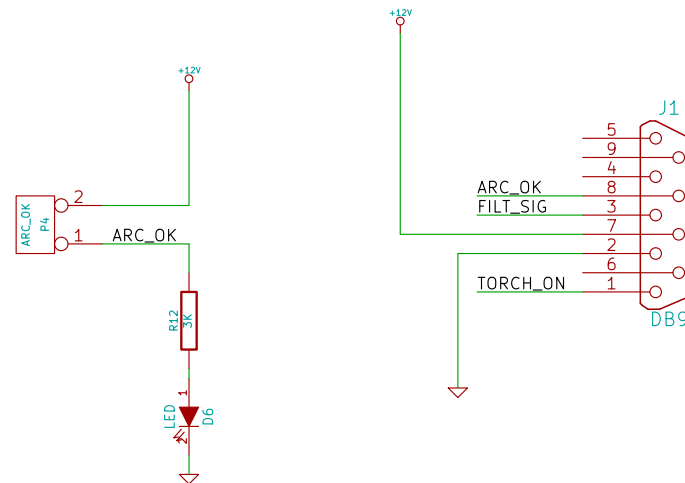 +12V
+12V
J1
5
9
4
ARC_OK
8
FILT_SIG
3
7
2
6
TORCH_ON
1
DB9
ARC_OK
P4
2
1
ARC_OK
R12
3K
1
LED
D6
2